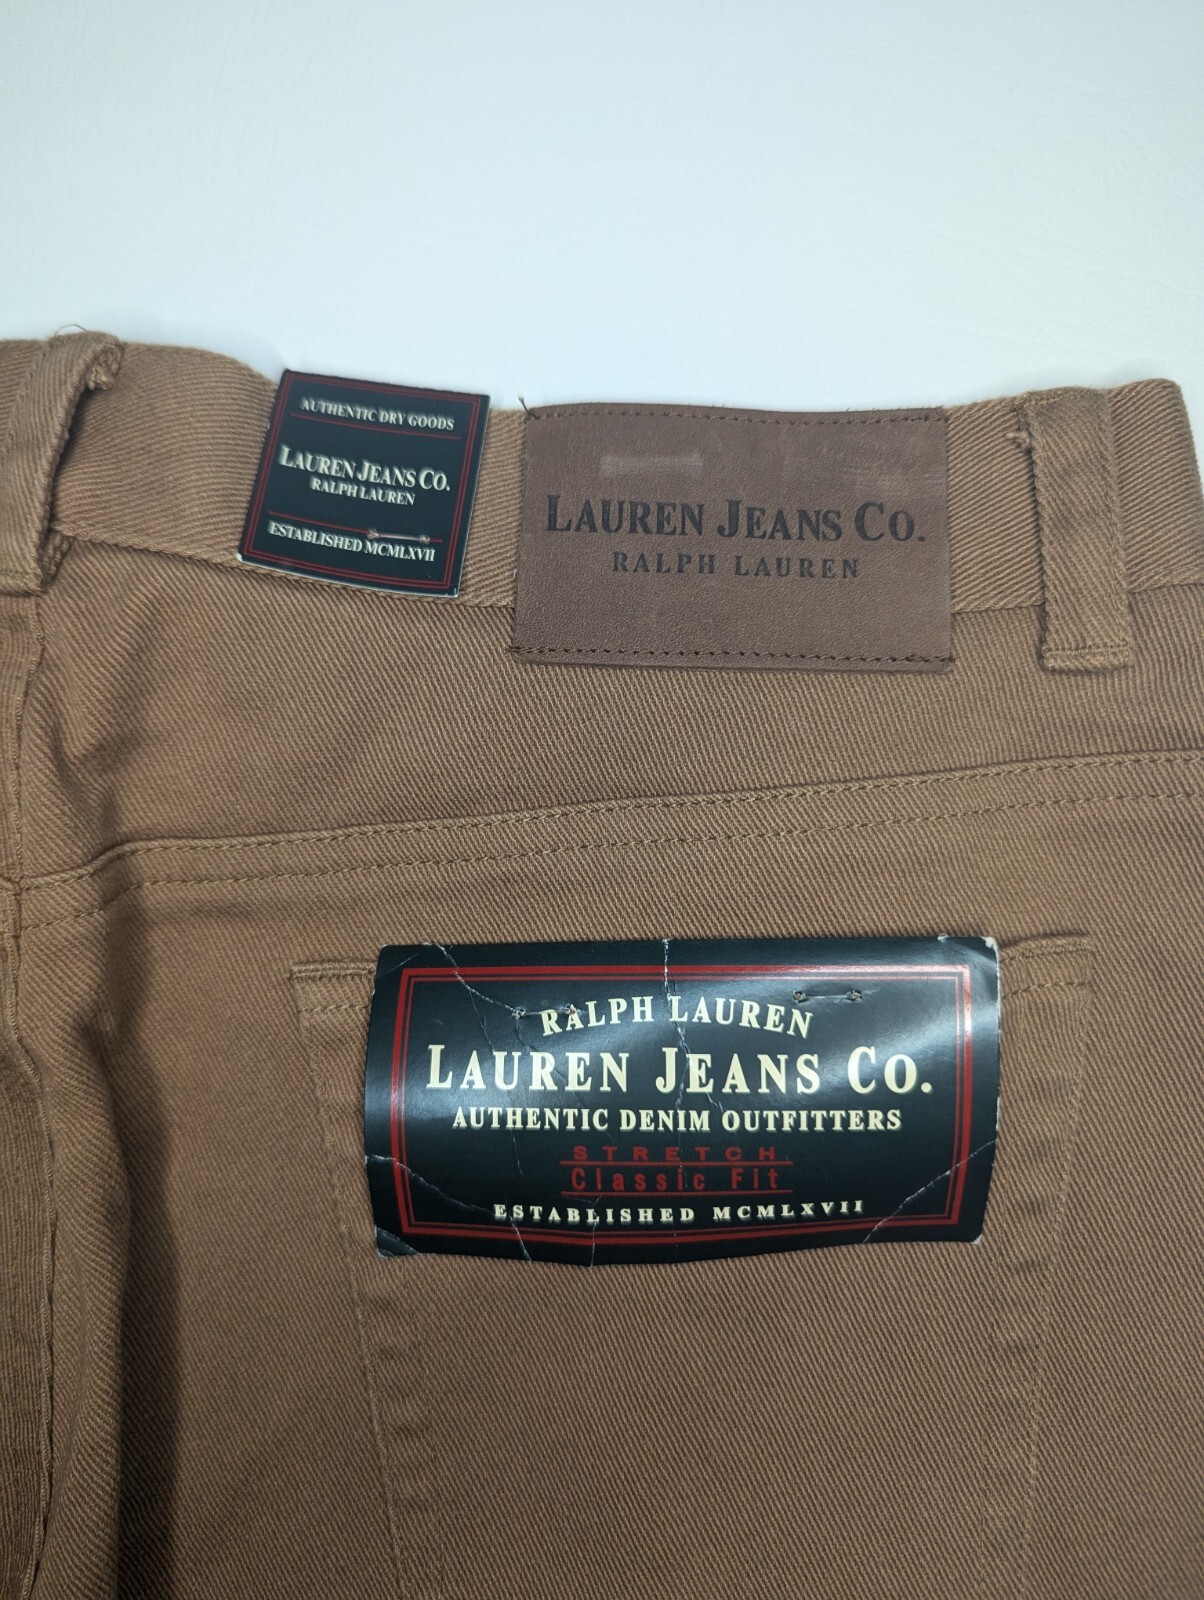 AUTHENTIC DRY GOODS
LAUREN JEANS CO.
RALPH LAUREN
ESTABLISHED MCMLXVII
LAUREN JEANS CO.
RALPH LAUREN
RALPH LAUREN
LAUREN JEANS CO.
AUTHENTIC DENIM OUTFITTERS
STRETCH
Classic Fit
ESTABLISHED MCMLXVII